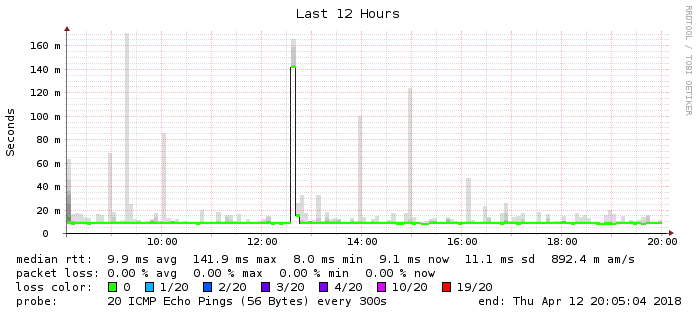 Last 12 Hours
RRDTOOL / TOBI OETIKER
Seconds
160 m
140 m
120 m
100 m
80 m
60 m
40 m
20 m
0
10:00 12:00 14:00 16:00 18:00 20:00
median rtt: 9.9 ms avg 141.9 ms max 8.0 ms min 9.1 ms now 11.1 ms sd 892.4 m am/s
packet loss: 0.00 % avg 0.00 % max 0.00 % min 0.00 % now
loss color: 0 1/20 2/20 3/20 4/20 10/20 19/20
probe: 20 ICMP Echo Pings (56 Bytes) every 300s end: Thu Apr 12 20:05:04 2018